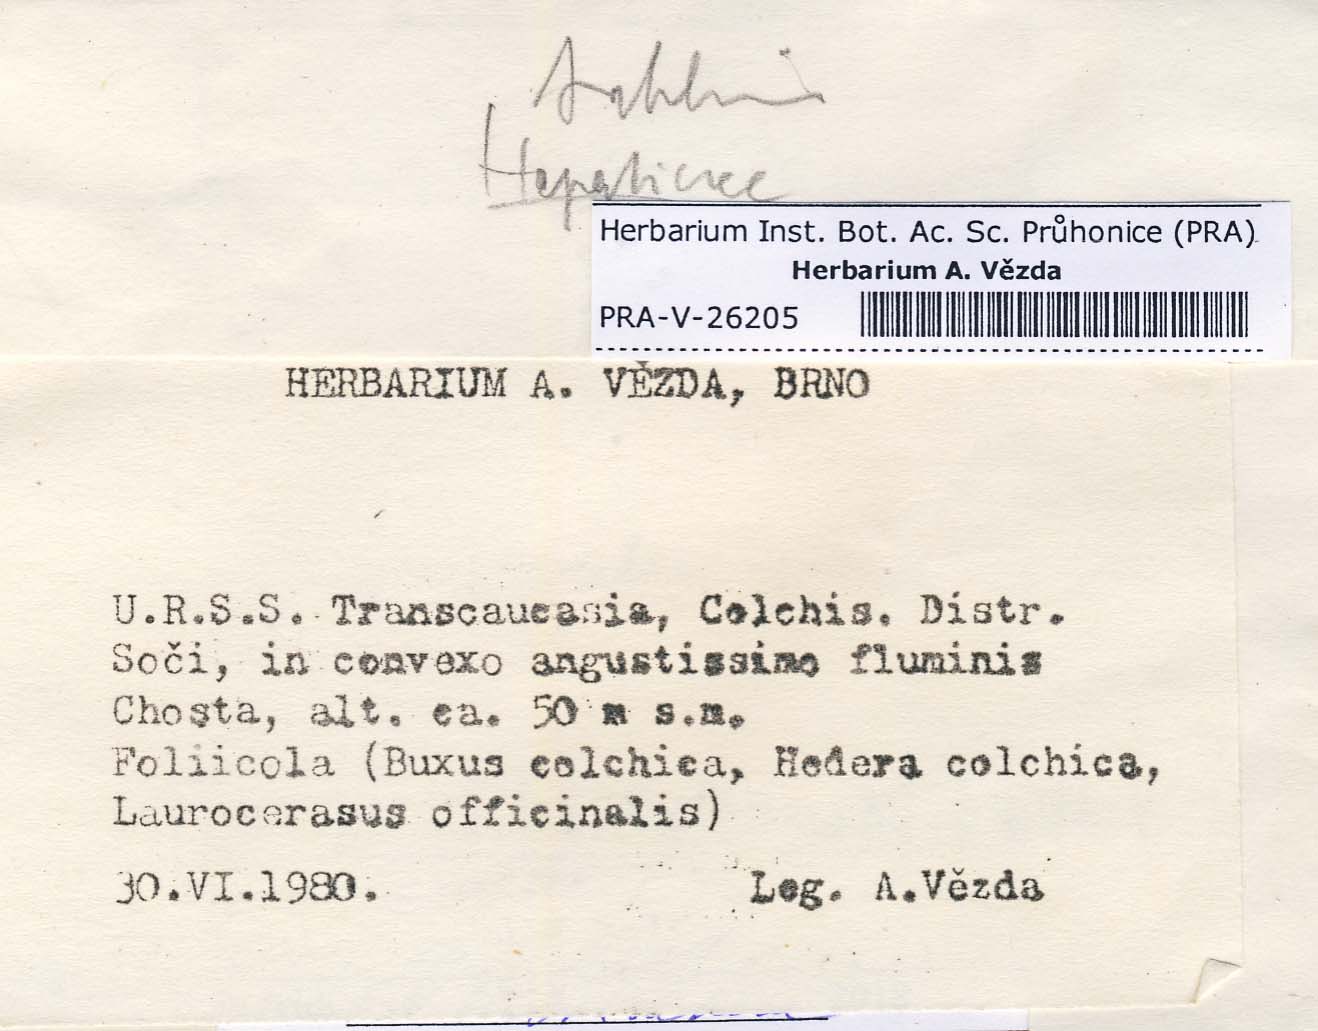 Hepaticae
Herbarium Inst. Bot. Ac. Sc. Průhonice (PRA)
Herbarium A. Vězda
PRA-V-26205
HERBARIUM A. VĚZDA, BRNO
U.R.S.S. Transcaucasia, Colchis. Distr.
Soči, in convexo angustissimo fluminis
Chosta, alt. ca. 50 m s.m.
Foliicola (Buxus colchica, Hedera colchica,
Laurocerasus officinalis)
30.VI.1980. Leg. A.Vězda